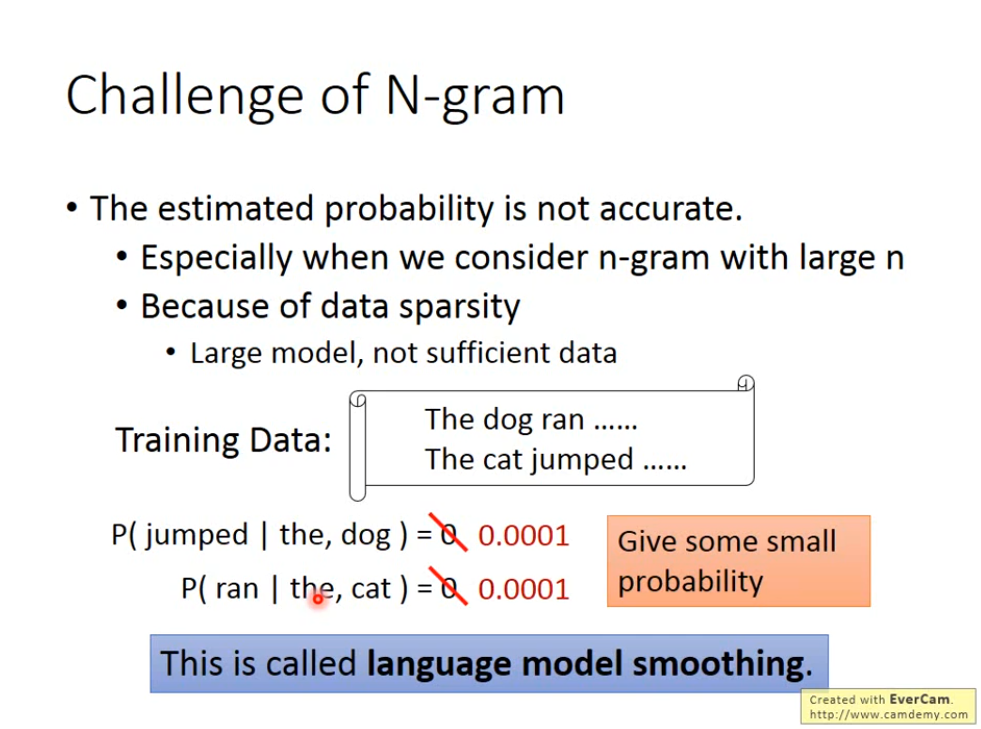 Challenge of N-gram
• The estimated probability is not accurate.
• Especially when we consider n-gram with large n
• Because of data sparsity
• Large model, not sufficient data
Training Data:
The dog ran ......
The cat jumped ......
P( jumped | the, dog ) = 0 0.0001
P( ran | the, cat ) = 0 0.0001
Give some small
probability
This is called language model smoothing.
Created with EverCam.
http://www.camdemy.com